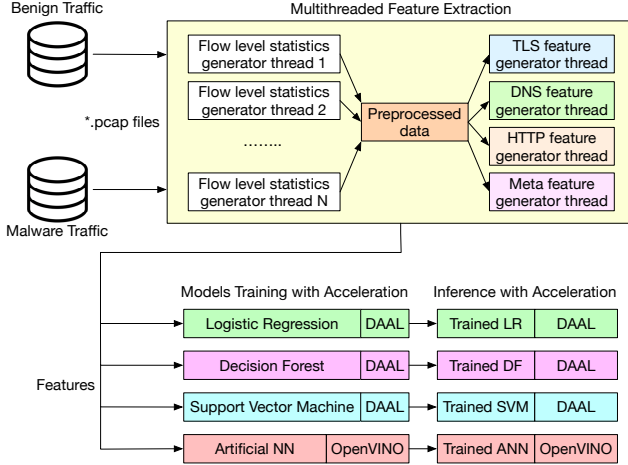 Benign Traffic
Multithreaded Feature Extraction
Flow level statistics
generator thread 1
TLS feature
generator thread
Flow level statistics
generator thread 2
DNS feature
generator thread
*.pcap files
Preprocessed
data
........
HTTP feature
generator thread
Flow level statistics
generator thread N
Meta feature
generator thread
Malware Traffic
Models Training with Acceleration
Inference with Acceleration
Logistic Regression DAAL Trained LR DAAL
Decision Forest DAAL Trained DF DAAL
Features
Support Vector Machine DAAL Trained SVM DAAL
Artificial NN OpenVINO Trained ANN OpenVINO